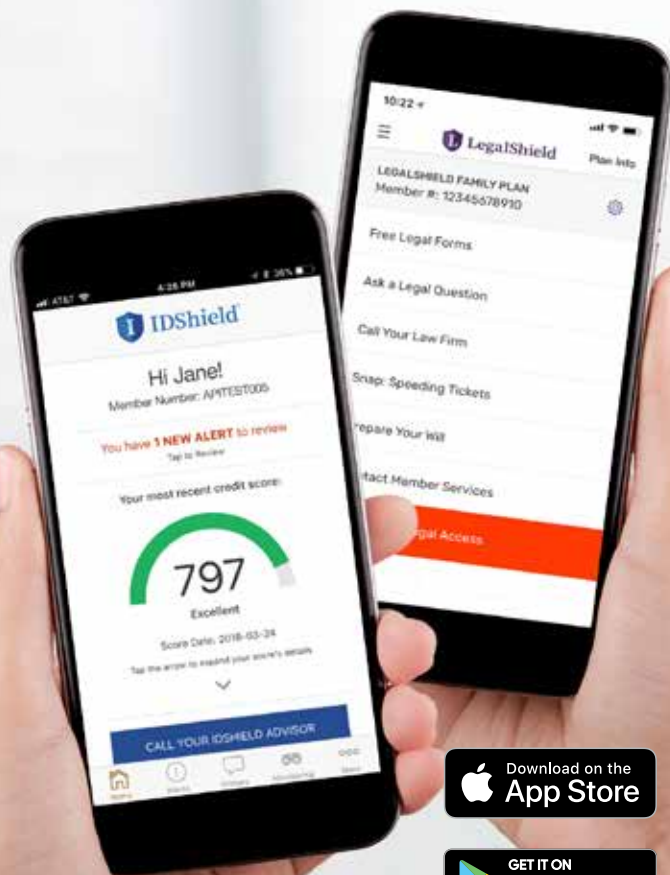 AT&T
4:26 PM
36%
IDShield
Hi Jane!
Member Number: APITEST005
You have 1 NEW ALERT to review
Tap to Review
Your most recent credit score:
797
Excellent
Score Date: 2018-03-24
Tap the arrow to expand your score's details
CALL YOUR IDSHIELD ADVISOR
Home
Alerts
Monitoring
10:22
LegalShield
Plan Info
LEGALSHIELD FAMILY PLAN
Member #: 12345678910
Free Legal Forms
Ask a Legal Question
Call Your Law Firm
Snap: Speeding Tickets
repare Your Will
tact Member Services
gal Access
Download on the
App Store
GET IT ON